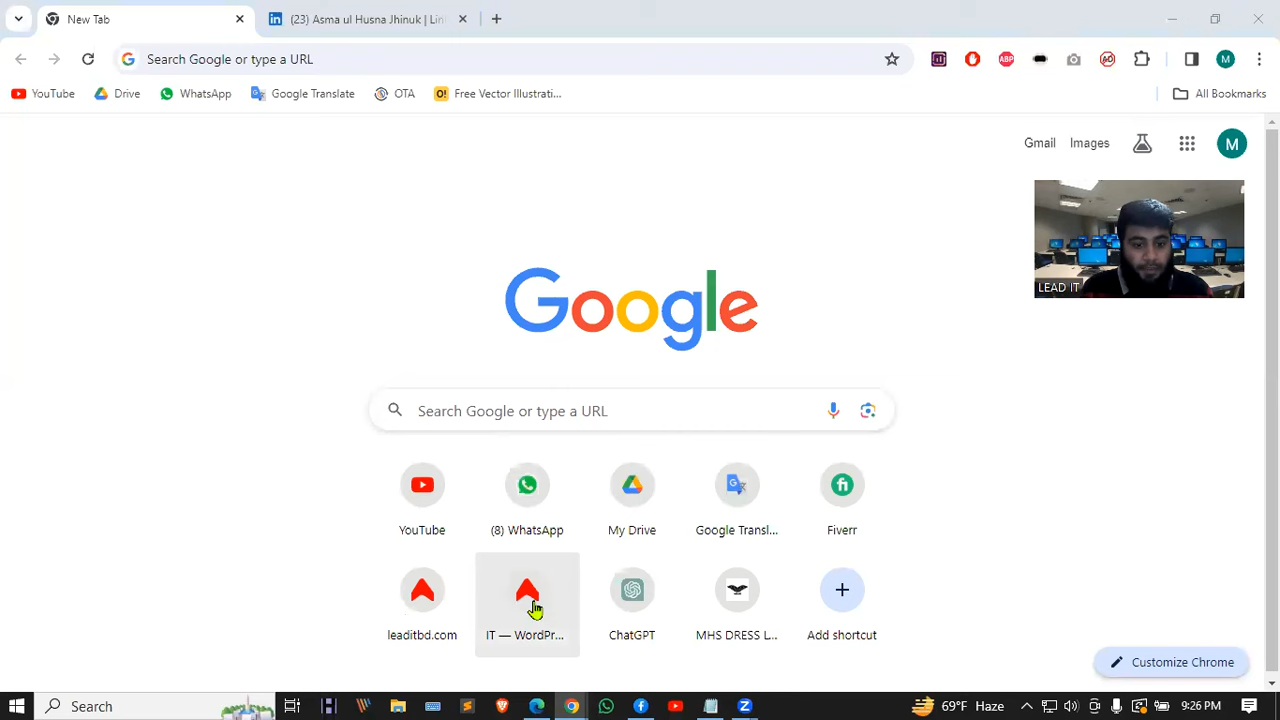 New Tab
(23) Asma ul Husna Jhinuk | Lin
Search Google or type a URL
YouTube
Drive
WhatsApp
Google Translate
OTA
Free Vector Illustrati...
All Bookmarks
Gmail
Images
M
LEAD IT
Google
Search Google or type a URL
YouTube
(8) WhatsApp
My Drive
Google Transl...
Fiverr
leaditbd.com
IT — WordPr...
ChatGPT
MHS DRESS L...
Add shortcut
Customize Chrome
Search
69°F Haze
9:26 PM